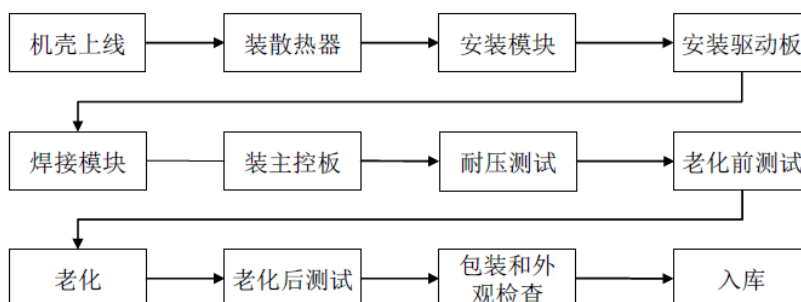 机壳上线
装散热器
安装模块
安装驱动板
焊接模块
装主控板
耐压测试
老化前测试
老化
老化后测试
包装和外
观检查
入库